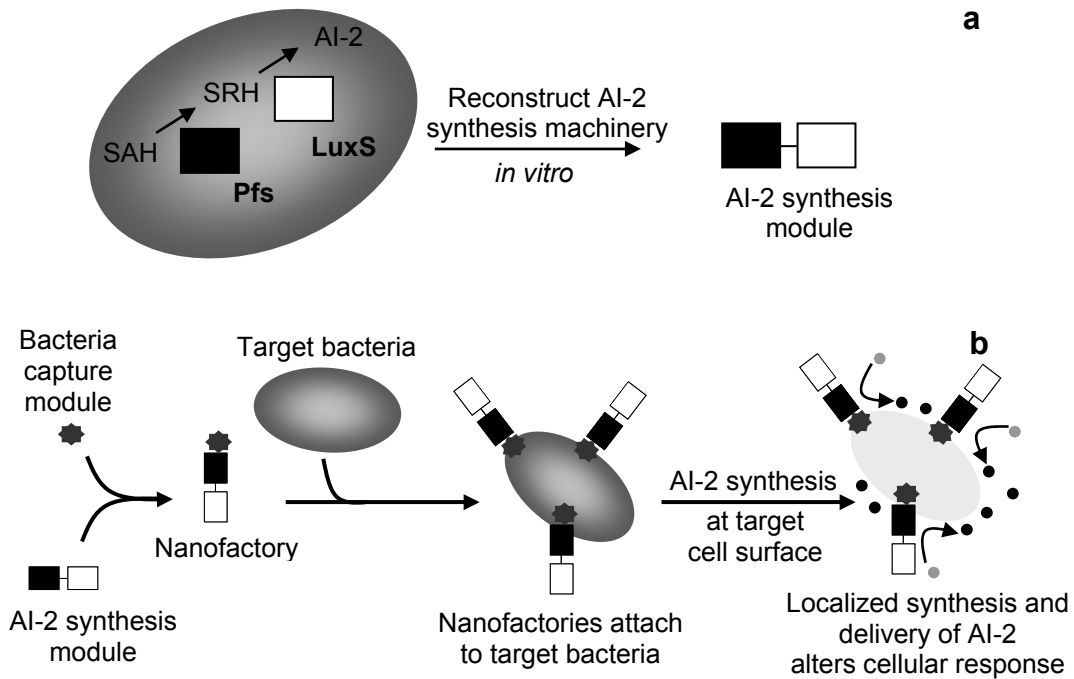 a
AI-2
SRH
SAH
LuxS
Pfs
Reconstruct AI-2
synthesis machinery
in vitro
AI-2 synthesis
module
b
Bacteria
capture
module
AI-2 synthesis
module
Nanofactory
Target bacteria
Nanofactories attach
to target bacteria
AI-2 synthesis
at target
cell surface
Localized synthesis and
delivery of AI-2
alters cellular response